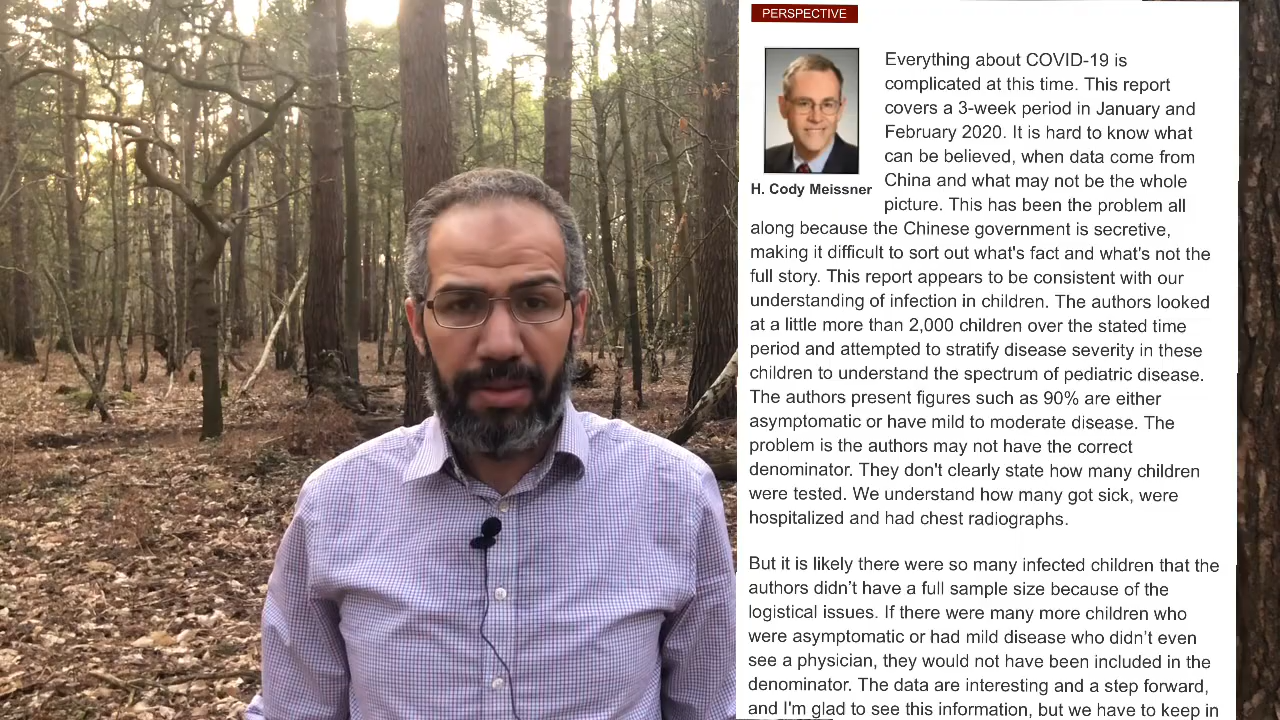 PERSPECTIVE
Everything about COVID-19 is
complicated at this time. This report
covers a 3-week period in January and
February 2020. It is hard to know what
can be believed, when data come from
China and what may not be the whole
picture. This has been the problem all
H. Cody Meissner
along because the Chinese government is secretive,
making it difficult to sort out what's fact and what's not the
full story. This report appears to be consistent with our
understanding of infection in children. The authors looked
at a little more than 2,000 children over the stated time
period and attempted to stratify disease severity in these
children to understand the spectrum of pediatric disease.
The authors present figures such as 90% are either
asymptomatic or have mild to moderate disease. The
problem is the authors may not have the correct
denominator. They don't clearly state how many children
were tested. We understand how many got sick, were
hospitalized and had chest radiographs.
But it is likely there were so many infected children that the
authors didn’t have a full sample size because of the
logistical issues. If there were many more children who
were asymptomatic or had mild disease who didn’t even
see a physician, they would not have been included in the
denominator. The data are interesting and a step forward,
and I'm glad to see this information, but we have to keep in